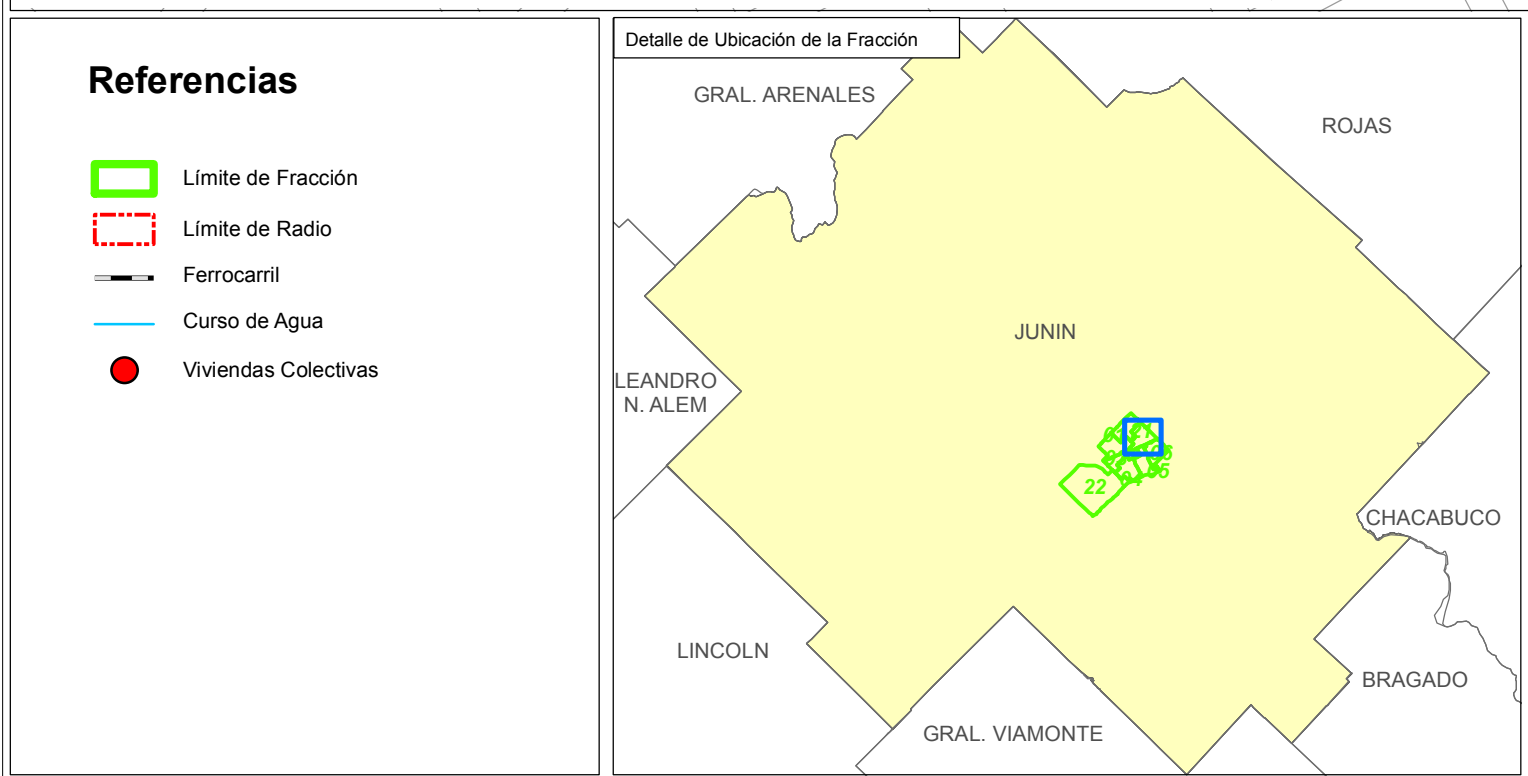 Referencias
Límite de Fracción
Límite de Radio
Ferrocarril
Curso de Agua
Viviendas Colectivas
Detalle de Ubicación de la Fracción
GRAL. ARENALES
ROJAS
JUNIN
LEANDRO
N. ALEM
22
CHACABUCO
LINCOLN
BRAGADO
GRAL. VIAMONTE